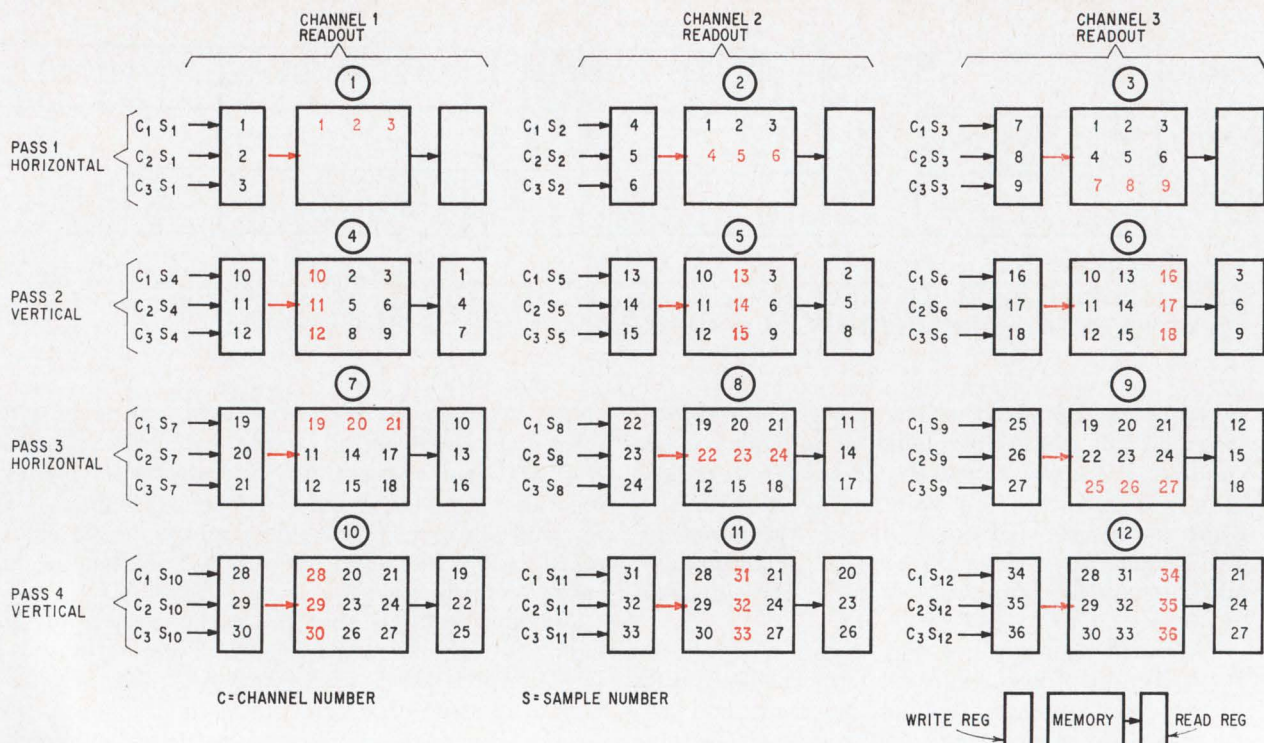 CHANNEL 1
READOUT
CHANNEL 2
READOUT
CHANNEL 3
READOUT
1
2
3
PASS 1
HORIZONTAL
C₁ S₁ 1 1 2 3
C₂ S₁ 2
C₃ S₁ 3
C₁ S₂ 4 1 2 3
C₂ S₂ 5 4 5 6
C₃ S₂ 6
C₁ S₃ 7 1 2 3
C₂ S₃ 8 4 5 6
C₃ S₃ 9 7 8 9
4
5
6
PASS 2
VERTICAL
C₁ S₄ 10 10 2 3 1
C₂ S₄ 11 11 5 6 4
C₃ S₄ 12 12 8 9 7
C₁ S₅ 13 10 13 3 2
C₂ S₅ 14 11 14 6 5
C₃ S₅ 15 12 15 9 8
C₁ S₆ 16 10 13 16 3
C₂ S₆ 17 11 14 17 6
C₃ S₆ 18 12 15 18 9
7
8
9
PASS 3
HORIZONTAL
C₁ S₇ 19 19 20 21 10
C₂ S₇ 20 11 14 17 13
C₃ S₇ 21 12 15 18 16
C₁ S₈ 22 19 20 21 11
C₂ S₈ 23 22 23 24 14
C₃ S₈ 24 12 15 18 17
C₁ S₉ 25 19 20 21 12
C₂ S₉ 26 22 23 24 15
C₃ S₉ 27 25 26 27 18
10
11
12
PASS 4
VERTICAL
C₁ S₁₀ 28 28 20 21 19
C₂ S₁₀ 29 29 23 24 22
C₃ S₁₀ 30 30 26 27 25
C₁ S₁₁ 31 28 31 21 20
C₂ S₁₁ 32 29 32 24 23
C₃ S₁₁ 33 30 33 27 26
C₁ S₁₂ 34 28 31 34 21
C₂ S₁₂ 35 29 32 35 24
C₃ S₁₂ 36 30 33 36 27
C=CHANNEL NUMBER
S=SAMPLE NUMBER
WRITE REG
MEMORY
READ REG